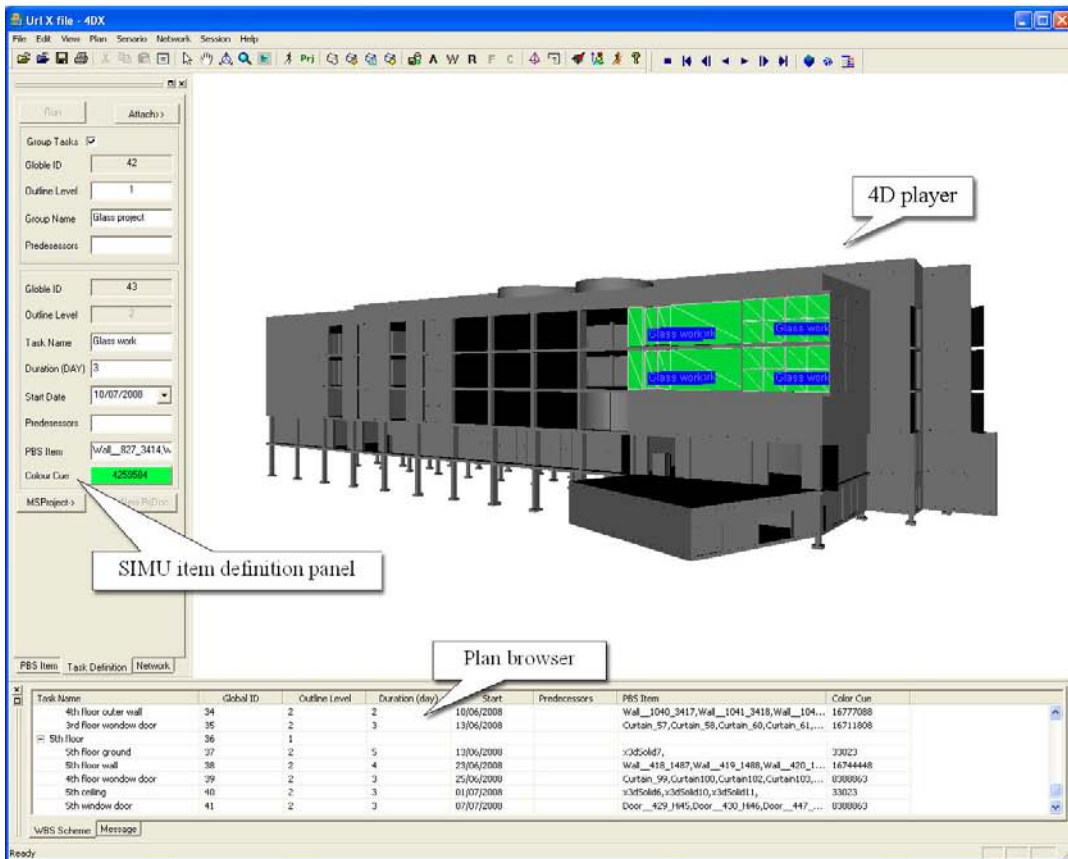 Url X file - 4DX
File Edit View Plan Senario Network Session Help
Prj A W R F C
Run Attach>>
Group Tasks
Globle ID 42
Outline Level 1
Group Name Glass project
Predesessors
Globle ID 43
Outline Level 2
Task Name Glass work
Duration (DAY) 3
Start Date 10/07/2008
Predesessors
PBS Item Wall__827_3414,w
Colour Cue 4259584
MSProject->
SIMU item definition panel
4D player
Glass work
Glass work
Glass work
Glass work
Plan browser
PBS Item Task Definition Network
Task Name Global ID Outline Level Duration (day) Start Predecessors PBS Item Color Cue
4th floor outer wall 34 2 2 10/06/2008 Wall__1040_3417,Wall__1041_3418,Wall__104... 16777088
3rd floor wondow door 35 2 3 13/06/2008 Curtain_57,Curtain_58,Curtain_60,Curtain_61,... 16711808
5th floor 36 1
5th floor ground 37 2 5 13/06/2008 x3dSolid7, 33023
5th floor wall 38 2 4 23/06/2008 Wall__418_1487,Wall__419_1488,Wall__420_1... 16744448
4th floor wondow door 39 2 3 25/06/2008 Curtain_99,Curtain100,Curtain102,Curtain103,... 8388863
5th ceiling 40 2 3 01/07/2008 x3dSolid6,x3dSolid10,x3dSolid11, 33023
5th window door 41 2 3 07/07/2008 Door__429_Hi45,Door__430_Hi46,Door__447_... 8388863
WBS Scheme Message
Ready